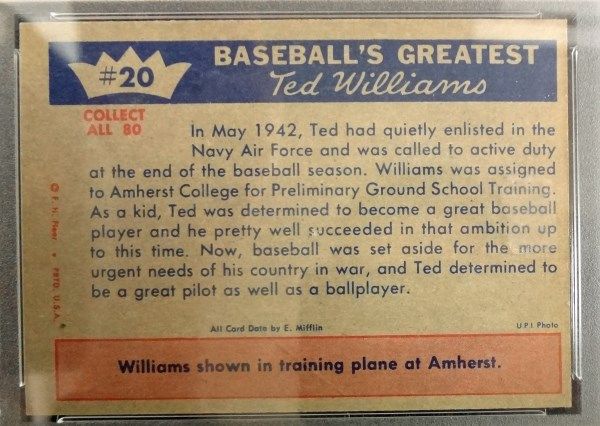 #20
BASEBALL'S GREATEST
Ted Williams
COLLECT
ALL 80
In May 1942, Ted had quietly enlisted in the
Navy Air Force and was called to active duty
at the end of the baseball season. Williams was assigned
to Amherst College for Preliminary Ground School Training.
As a kid, Ted was determined to become a great baseball
player and he pretty well succeeded in that ambition up
to this time. Now, baseball was set aside for the more
urgent needs of his country in war, and Ted determined to
be a great pilot as well as a ballplayer.
© F. H. Fleer • PRTD. U.S.A.
All Card Data by E. Mifflin
U.P.I Photo
Williams shown in training plane at Amherst.